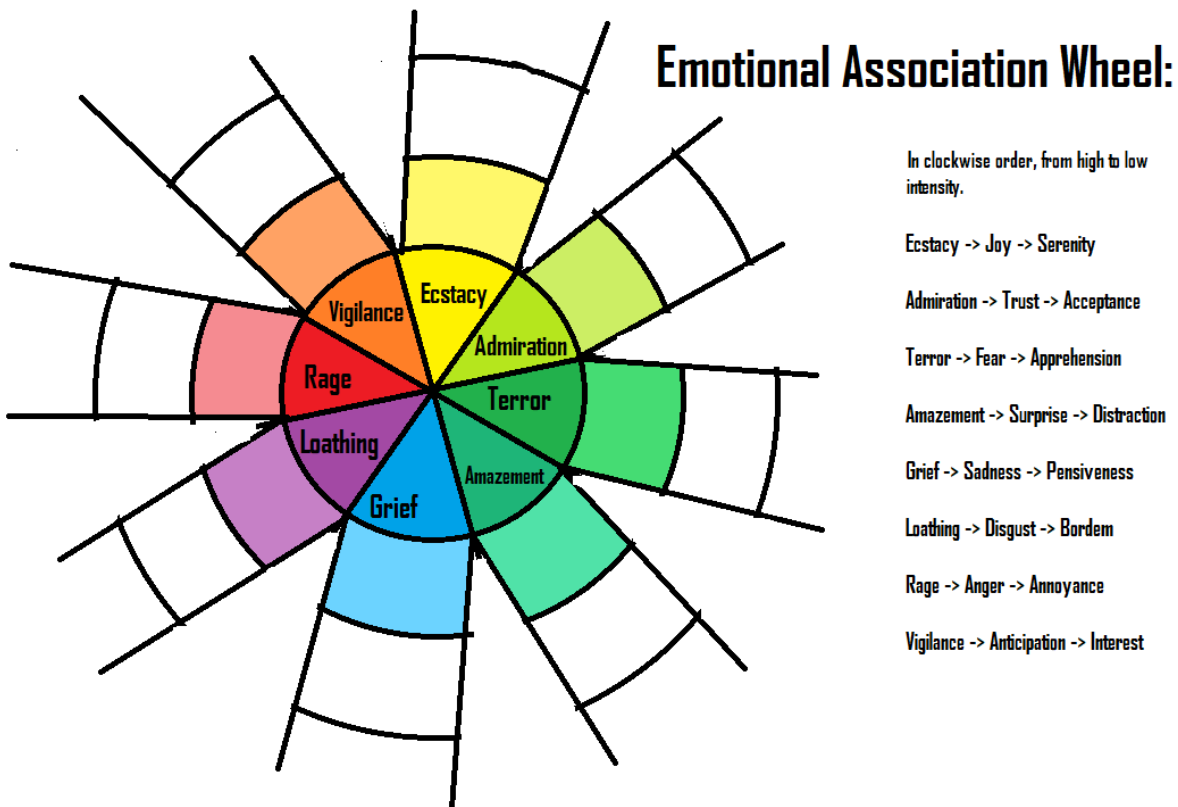 Emotional Association Wheel:
In clockwise order, from high to low
intensity.
Ecstacy -> Joy -> Serenity
Admiration -> Trust -> Acceptance
Terror -> Fear -> Apprehension
Amazement -> Surprise -> Distraction
Grief -> Sadness -> Pensiveness
Loathing -> Disgust -> Bordem
Rage -> Anger -> Annoyance
Vigilance -> Anticipation -> Interest
Ecstacy
Admiration
Terror
Amazement
Grief
Loathing
Rage
Vigilance